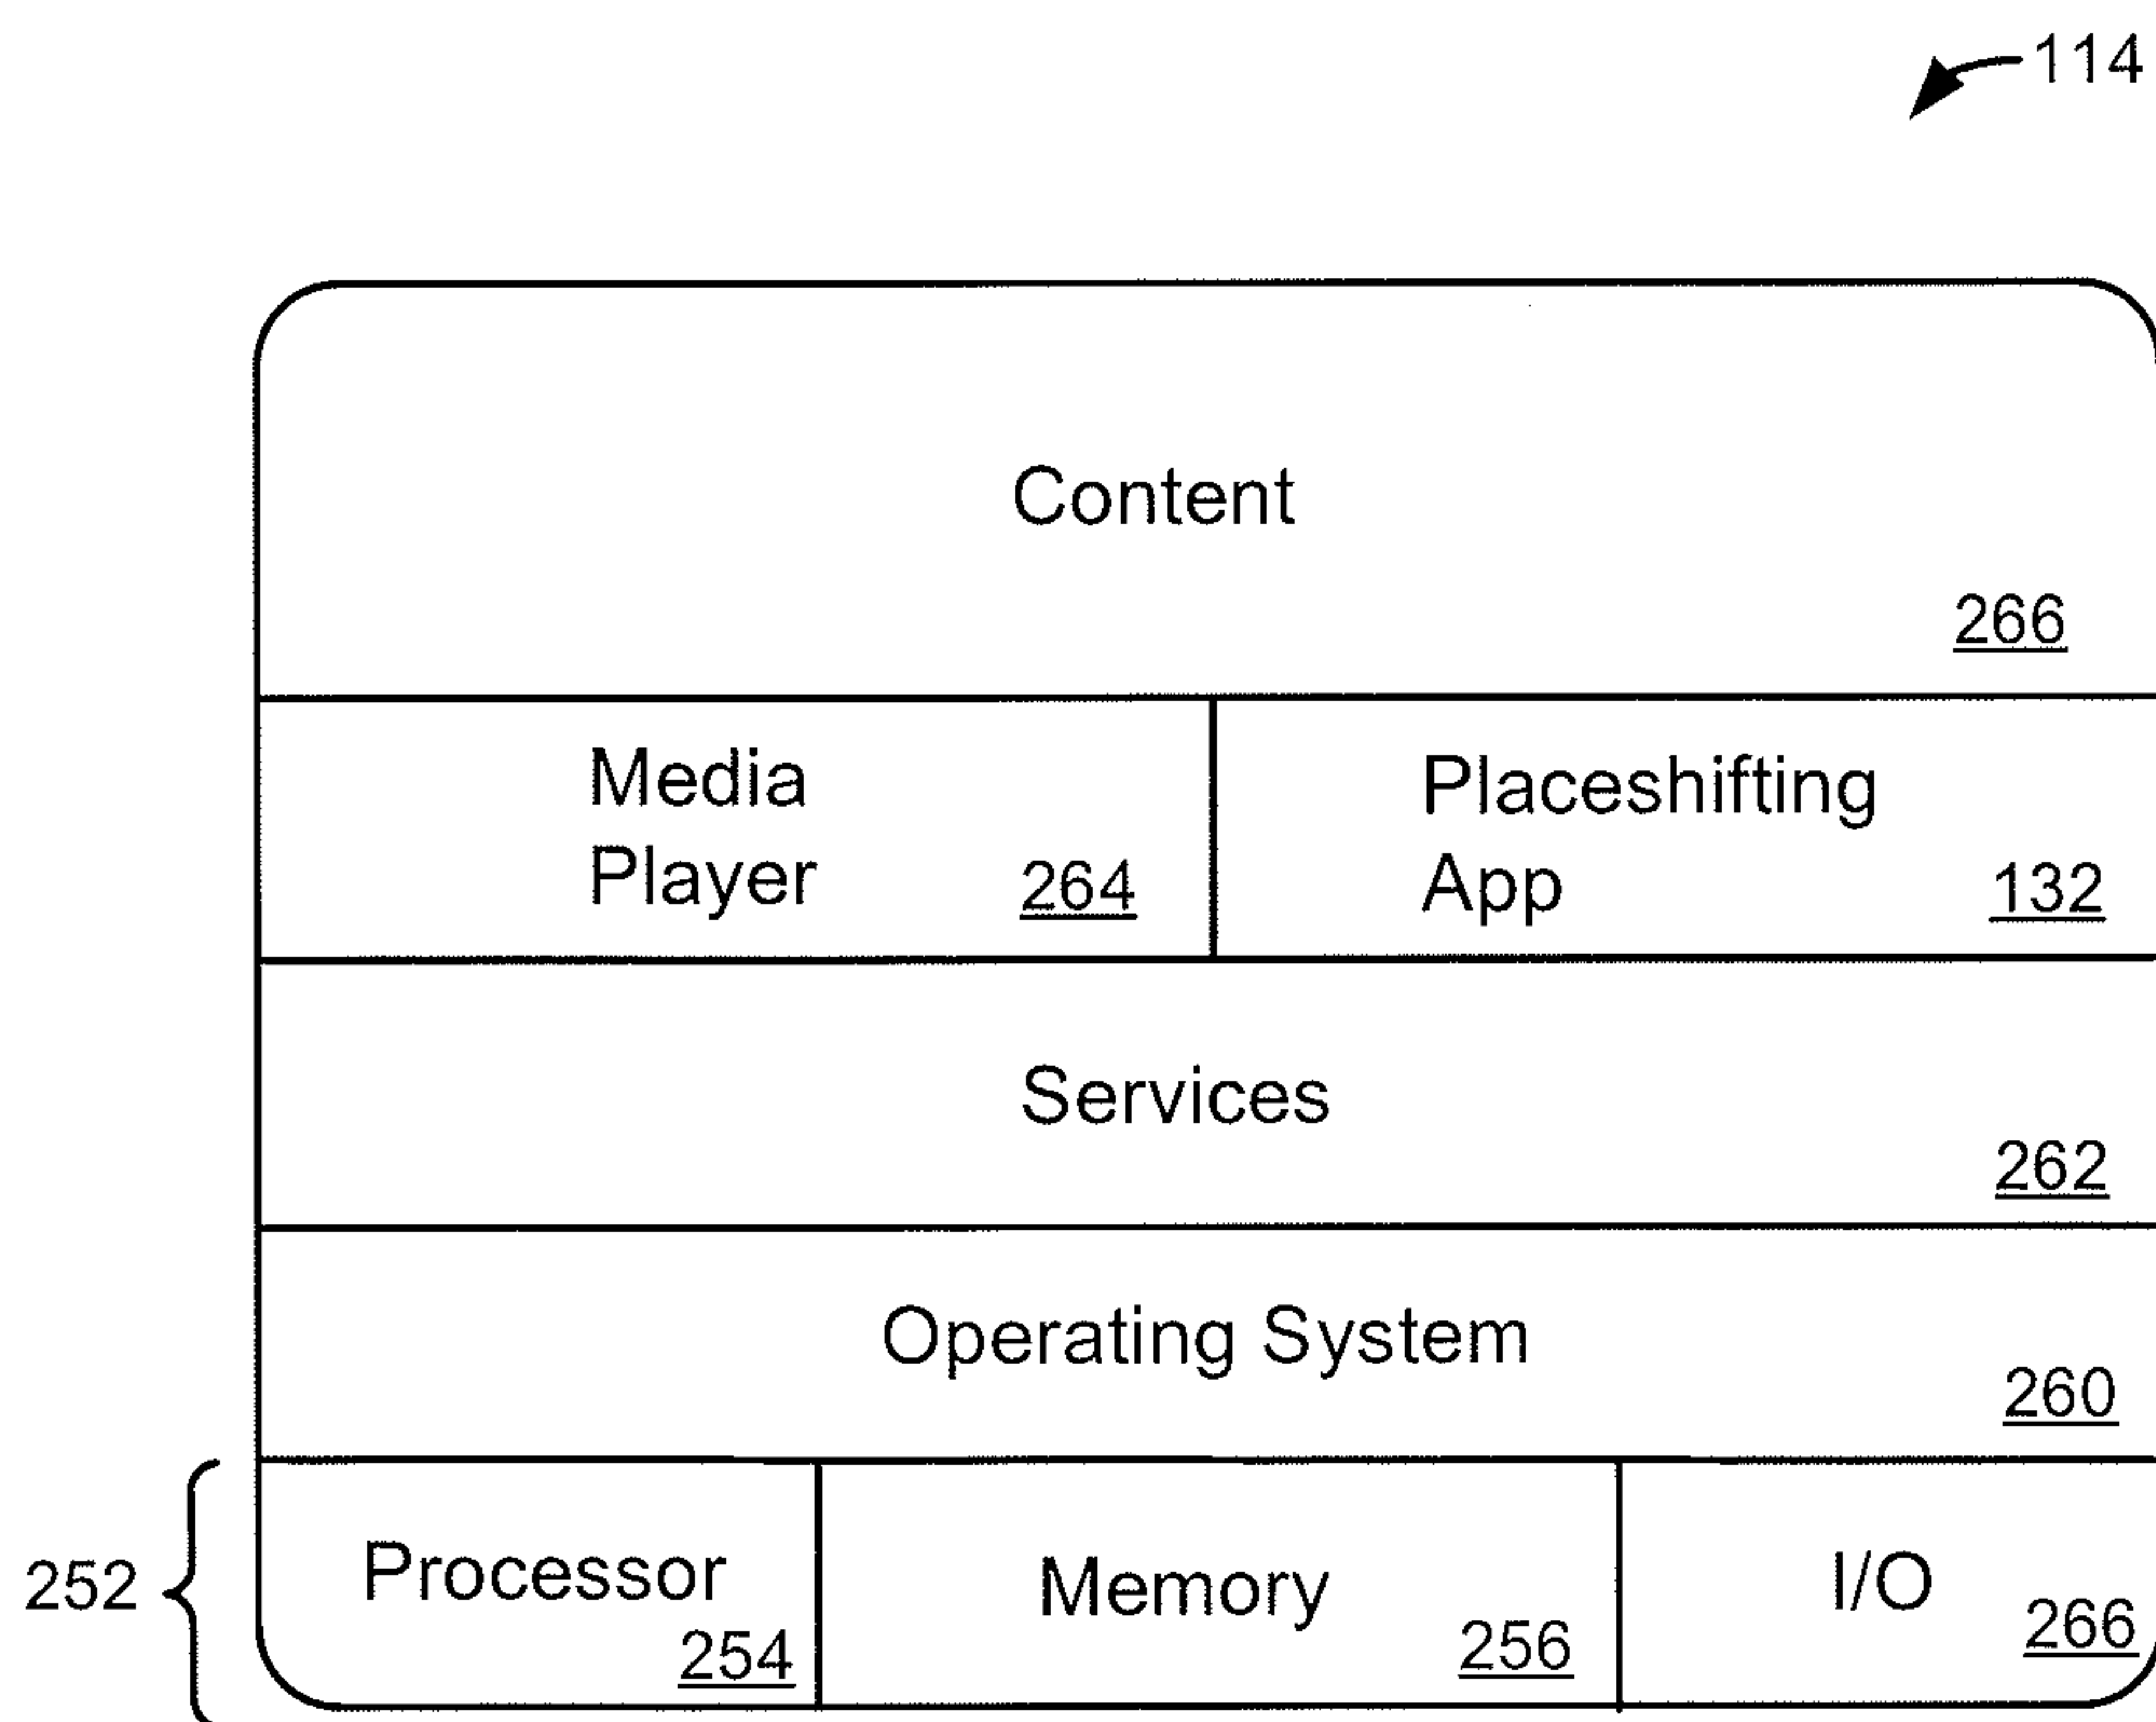 114
Content
266
Media
Player 264
Placeshifting
App 132
Services
262
Operating System
260
252
Processor
254
Memory
256
I/O
266